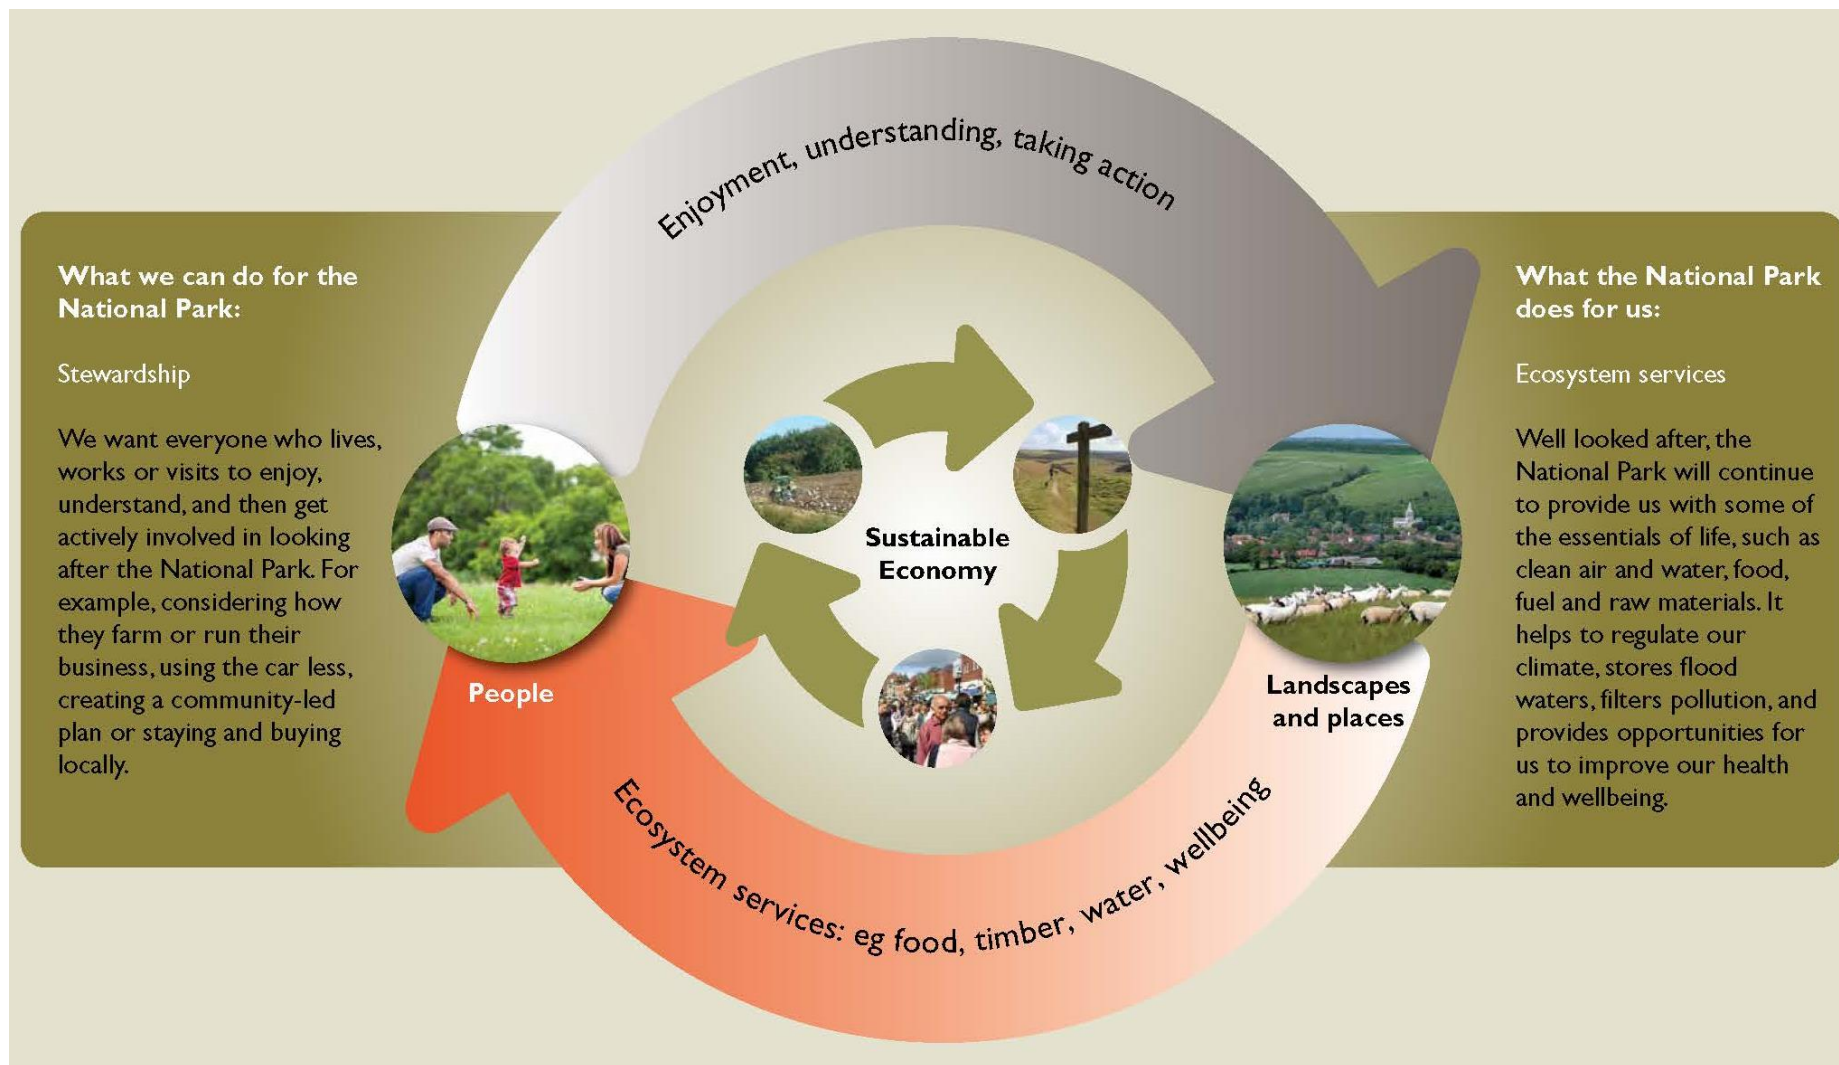 Enjoyment, understanding, taking action
What we can do for the
National Park:
Stewardship
We want everyone who lives,
works or visits to enjoy,
understand, and then get
actively involved in looking
after the National Park. For
example, considering how
they farm or run their
business, using the car less,
creating a community-led
plan or staying and buying
locally.
People
Sustainable
Economy
Landscapes
and places
Ecosystem services: eg food, timber, water, wellbeing
What the National Park
does for us:
Ecosystem services
Well looked after, the
National Park will continue
to provide us with some of
the essentials of life, such as
clean air and water, food,
fuel and raw materials. It
helps to regulate our
climate, stores flood
waters, filters pollution, and
provides opportunities for
us to improve our health
and wellbeing.